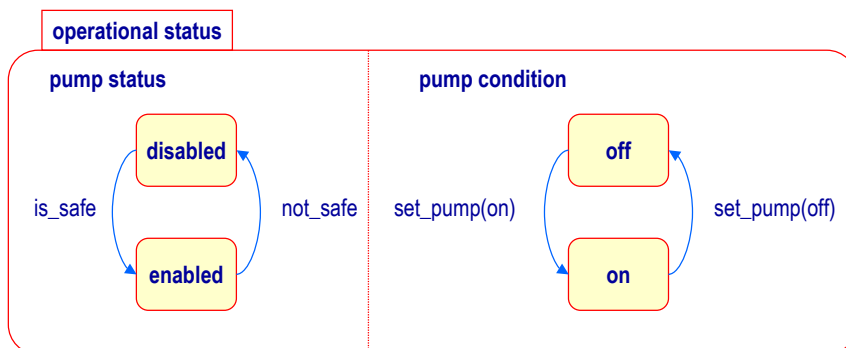 operational status
pump status
pump condition
disabled
off
is_safe
not_safe
set_pump(on)
set_pump(off)
enabled
on